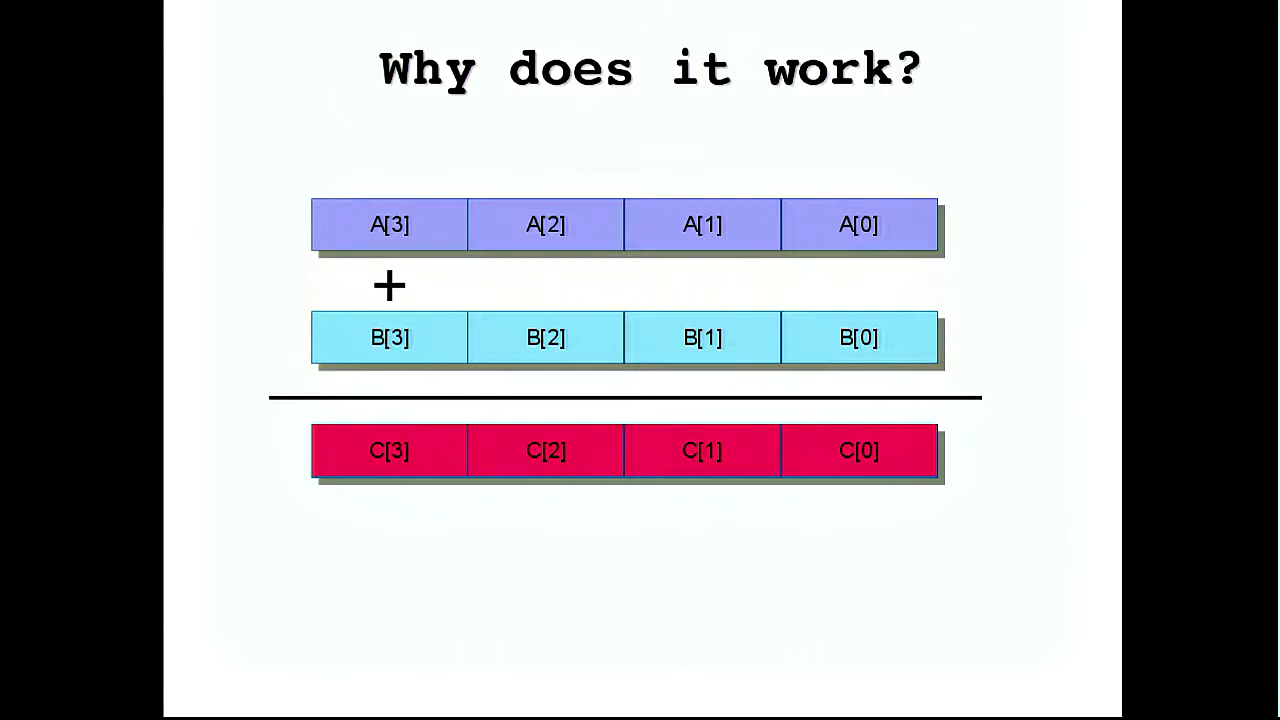 Why does it work?
A[3] A[2] A[1] A[0]
+
B[3] B[2] B[1] B[0]
C[3] C[2] C[1] C[0]